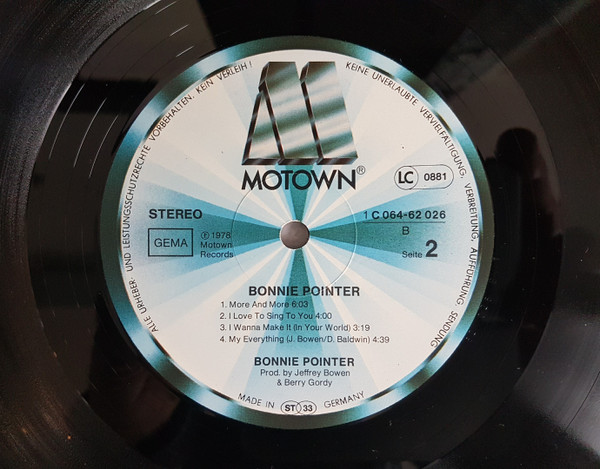 ALLE URHEBER- UND LEISTUNGSSCHUTZRECHTE VORBEHALTEN. KEIN VERLEIH! KEINE UNERLAUBTE VERVIELFÄLTIGUNG, VERBREITUNG, AUFFÜHRUNG, SENDUNG
M
MOTOWN®
LC 0881
STEREO
1 C 064-62 026
GEMA
℗ 1978
Motown
Records
B
Seite 2
BONNIE POINTER
1. More And More 6:03
2. I Love To Sing To You 4:00
3. I Wanna Make It (In Your World) 3:19
4. My Everything (J. Bowen/D. Baldwin) 4:39
BONNIE POINTER
Prod. by Jeffrey Bowen
& Berry Gordy
MADE IN GERMANY
ST 33